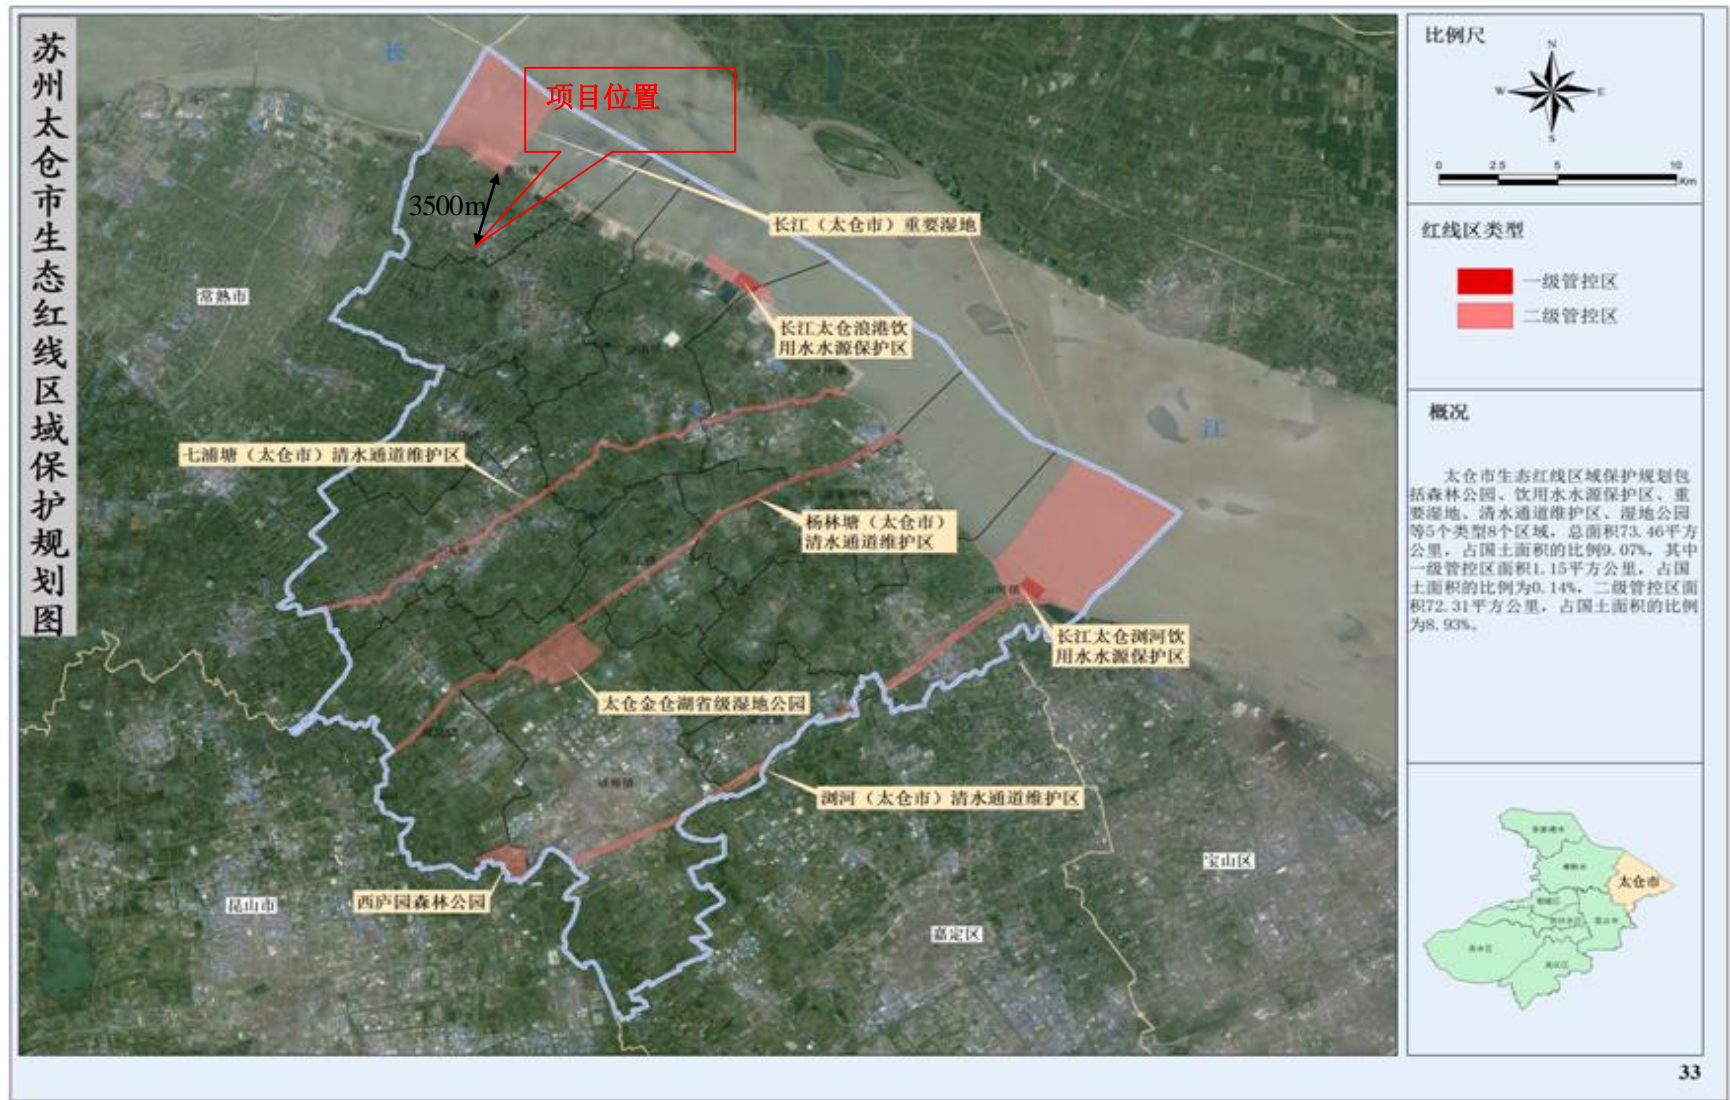 苏州太仓市生态红线区域保护规划图
长
项目位置
3500m
长江（太仓市）重要湿地
常熟市
长江太仓浪港饮
用水水源保护区
江
七浦塘（太仓市）清水通道维护区
杨林塘（太仓市）
清水通道维护区
长江太仓浏河饮
用水水源保护区
太仓金仓湖省级湿地公园
浏河（太仓市）清水通道维护区
宝山区
西庐园森林公园
昆山市
嘉定区
比例尺
N
W
E
S
0 2.5 5 10
Km
红线区类型
一级管控区
二级管控区
概况
太仓市生态红线区域保护规划包
括森林公园、饮用水水源保护区、重
要湿地、清水通道维护区、湿地公园
等5个类型8个区域，总面积73.46平方
公里，占国土面积的比例9.07%，其中
一级管控区面积1.15平方公里，占国
土面积的比例为0.14%，二级管控区面
积72.31平方公里，占国土面积的比例
为8.93%。
太仓市
33